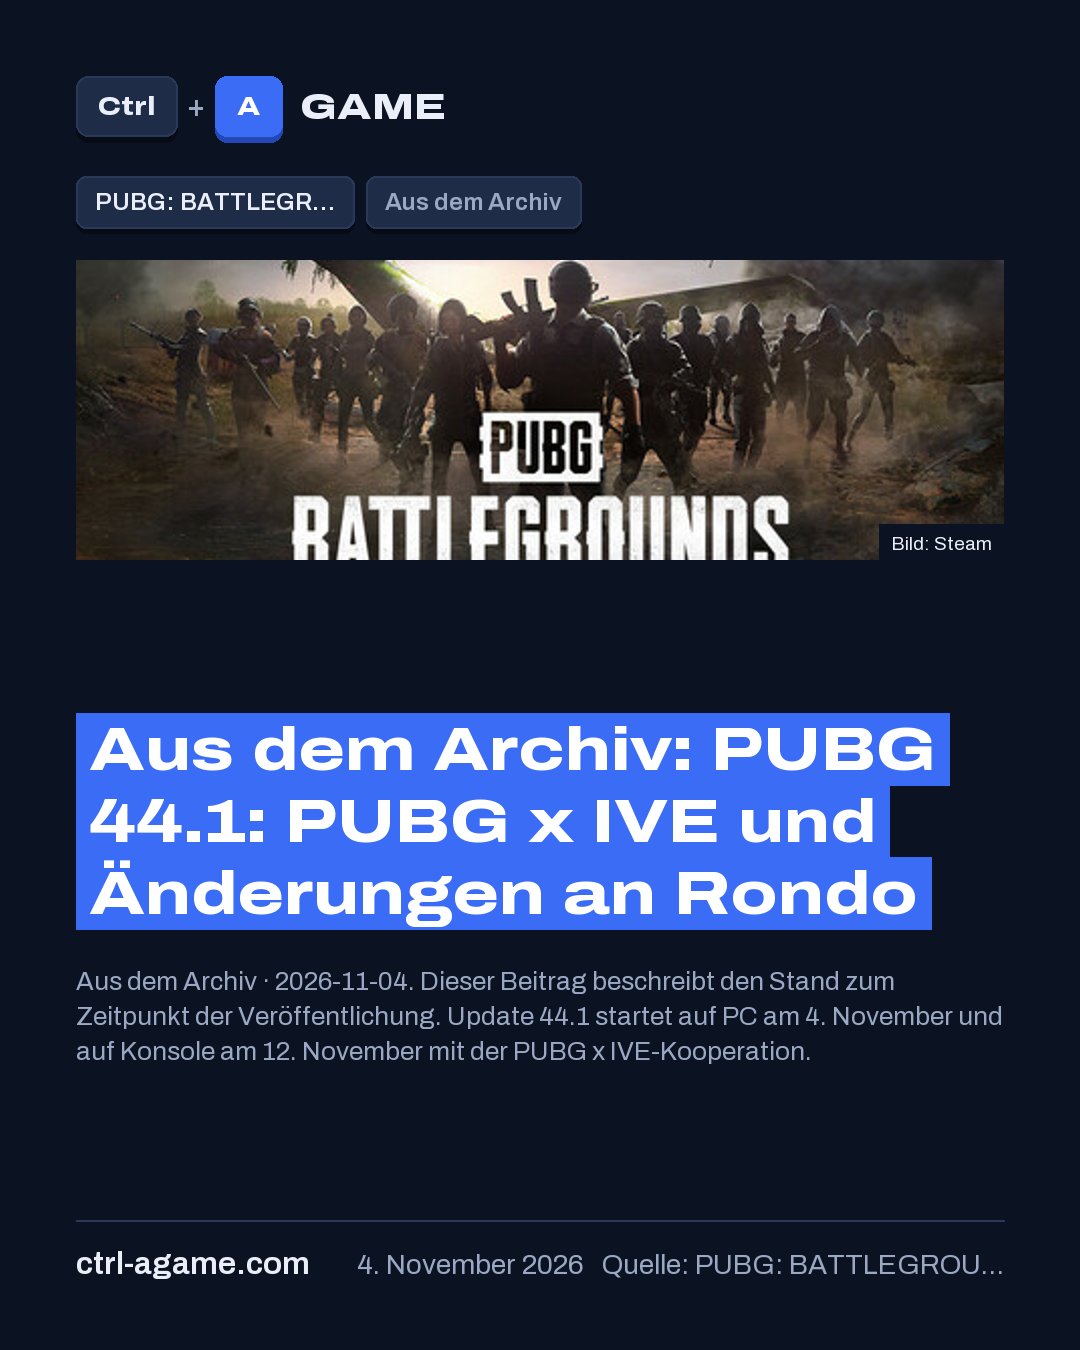 Ctrl + A GAME
PUBG: BATTLEGR... Aus dem Archiv
PUBG
BATTLEGROUNDS
Bild: Steam
Aus dem Archiv: PUBG
44.1: PUBG x IVE und
Änderungen an Rondo
Aus dem Archiv · 2026-11-04. Dieser Beitrag beschreibt den Stand zum
Zeitpunkt der Veröffentlichung. Update 44.1 startet auf PC am 4. November und
auf Konsole am 12. November mit der PUBG x IVE-Kooperation.
ctrl-agame.com 4. November 2026 Quelle: PUBG: BATTLEGROU...